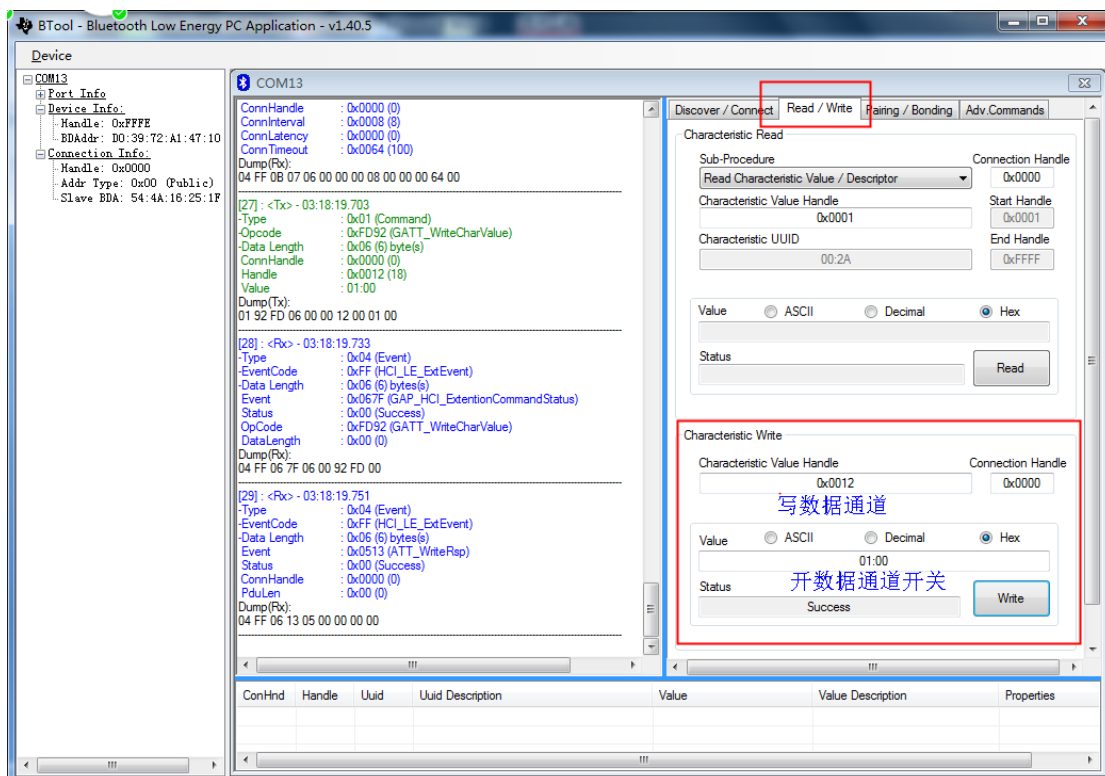 BTool - Bluetooth Low Energy PC Application - v1.40.5
Device
COM13
Port Info
Device Info:
Handle: 0xFFFE
BDAddr: D0:39:72:A1:47:10
Connection Info:
Handle: 0x0000
Addr Type: 0x00 (Public)
Slave BDA: 54:4A:16:25:1F
COM13
ConnHandle : 0x0000 (0)
ConnInterval : 0x0008 (8)
ConnLatency : 0x0000 (0)
ConnTimeout : 0x0064 (100)
Dump(Rx):
04 FF 0B 07 06 00 00 00 08 00 00 00 64 00
[27] : <Tx> - 03:18:19.703
-Type : 0x01 (Command)
-Opcode : 0xFD92 (GATT_WriteCharValue)
-Data Length : 0x06 (6) byte(s)
ConnHandle : 0x0000 (0)
Handle : 0x0012 (18)
Value : 01:00
Dump(Tx):
01 92 FD 06 00 00 12 00 01 00
[28] : <Rx> - 03:18:19.733
-Type : 0x04 (Event)
-EventCode : 0xFF (HCI_LE_ExtEvent)
-Data Length : 0x06 (6) bytes(s)
Event : 0x067F (GAP_HCI_ExtentionCommandStatus)
Status : 0x00 (Success)
OpCode : 0xFD92 (GATT_WriteCharValue)
DataLength : 0x00 (0)
Dump(Rx):
04 FF 06 7F 06 00 92 FD 00
[29] : <Rx> - 03:18:19.751
-Type : 0x04 (Event)
-EventCode : 0xFF (HCI_LE_ExtEvent)
-Data Length : 0x06 (6) bytes(s)
Event : 0x0513 (ATT_WriteRsp)
Status : 0x00 (Success)
ConnHandle : 0x0000 (0)
PduLen : 0x00 (0)
Dump(Rx):
04 FF 06 13 05 00 00 00 00
Discover / Connect Read / Write Pairing / Bonding Adv.Commands
Characteristic Read
Sub-Procedure Connection Handle
Read Characteristic Value / Descriptor 0x0000
Characteristic Value Handle Start Handle
0x0001 0x0001
Characteristic UUID End Handle
00:2A 0xFFFF
Value ASCII Decimal Hex
Status
Read
Characteristic Write
Characteristic Value Handle Connection Handle
0x0012 0x0000
写数据通道
Value ASCII Decimal Hex
01:00
开数据通道开关
Status
Success
Write
ConHnd Handle Uuid Uuid Description Value Value Description Properties